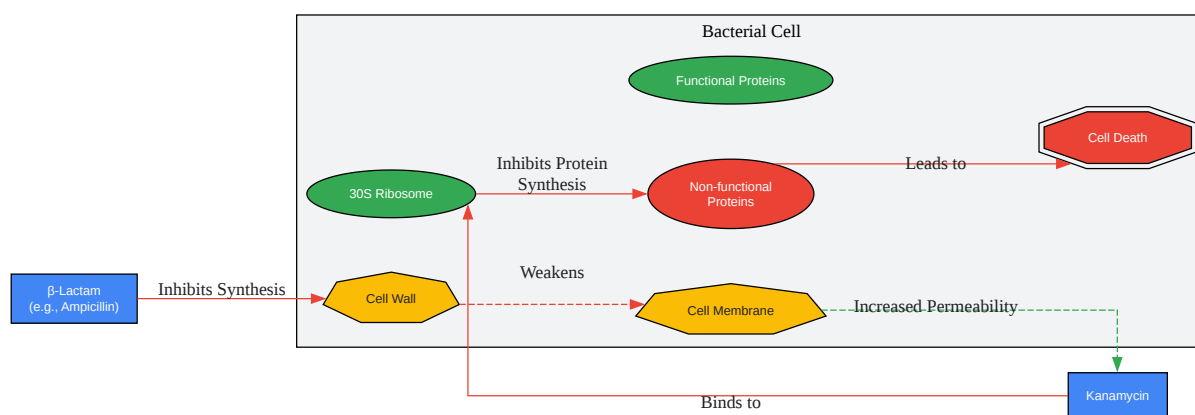 Bacterial Cell
Functional Proteins
Cell Death
Inhibits Protein
Synthesis
Leads to
30S Ribosome
Non-functional
Proteins
β-Lactam
(e.g., Ampicillin)
Inhibits Synthesis
Cell Wall
Weakens
Cell Membrane
Increased Permeability
Kanamycin
Binds to